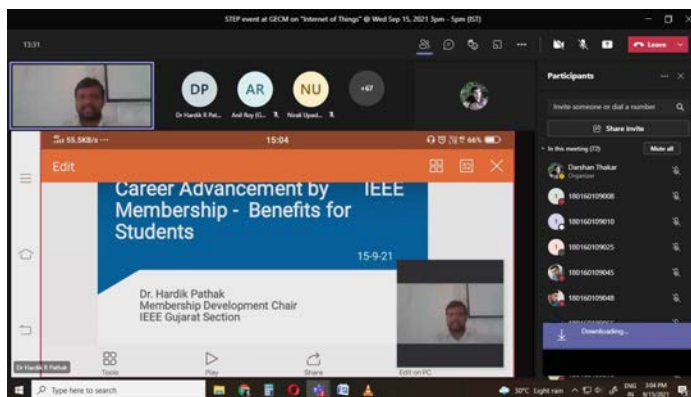 STEP event at GECM on "Internet of Things" @ Wed Sep 15, 2021 3pm - 5pm (IST)
13:31
Leave
DP
AR
NU
+67
Dr Hardik R Pat...
Anil Roy (G...
Nirali Upad...
Participants
Invite someone or dial a number
Share invite
In this meeting (72)
Mute all
Darshan Thakar
Organizer
180160109008
180160109010
180160109025
180160109045
180160109048
Downloading...
55.5KB/s ...
15:04
66%
Edit
Career Advancement by IEEE
Membership - Benefits for
Students
15-9-21
Dr. Hardik Pathak
Membership Development Chair
IEEE Gujarat Section
Tools
Play
Share
Edit on PC
Dr Hardik R Pathak
Type here to search
30°C Light rain
ENG
IN
3:04 PM
9/15/2021